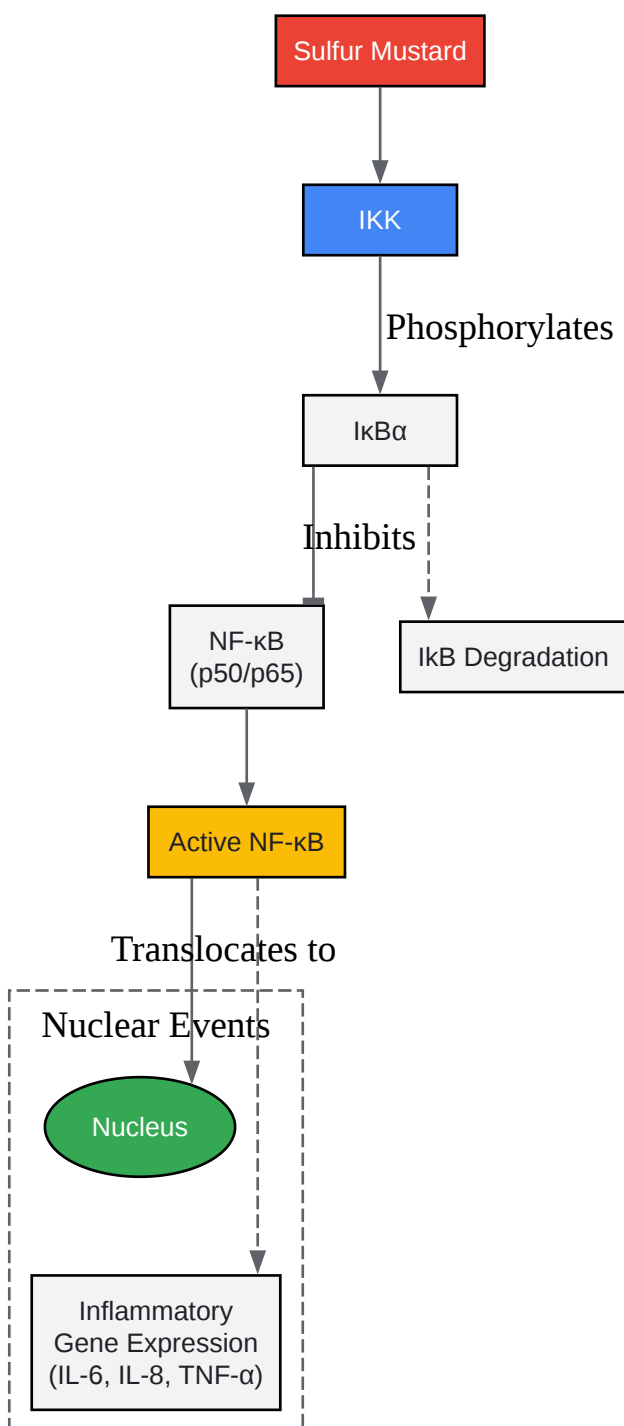 Sulfur Mustard
IKK
Phosphorylates
IκBα
Inhibits
NF-κB
(p50/p65)
IkB Degradation
Active NF-κB
Translocates to
Nuclear Events
Nucleus
Inflammatory
Gene Expression
(IL-6, IL-8, TNF-α)